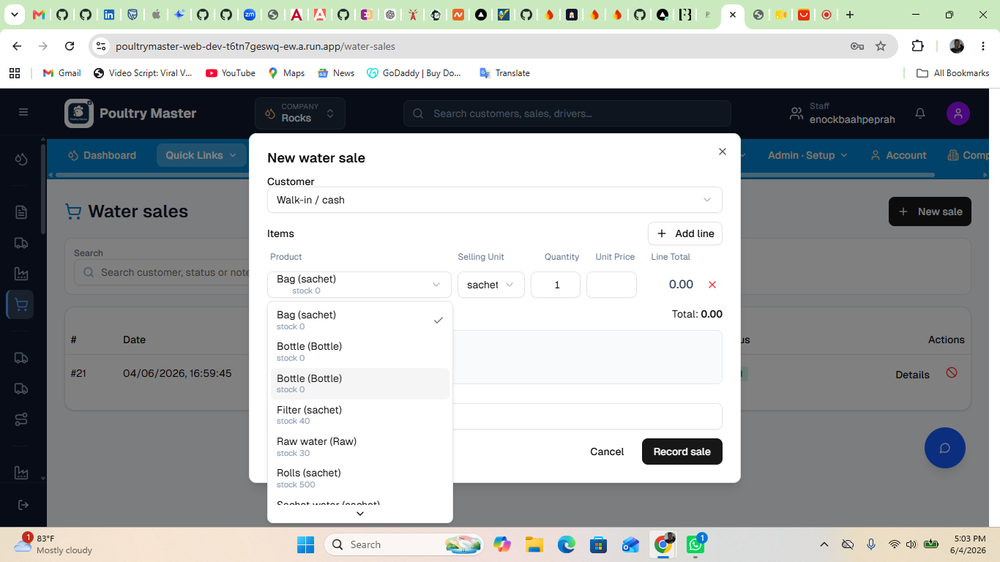 poultrymaster-web-dev-t6tn7geswq-ew.a.run.app/water-sales
Gmail
Video Script: Viral V...
YouTube
Maps
News
GoDaddy | Buy Do...
Translate
All Bookmarks
Poultry Master
COMPANY
Rocks
Search customers, sales, drivers...
Staff
enockbaahpeprah
Dashboard
Quick Links
Admin · Setup
Account
Comp
Water sales
New sale
Search
Search customer, status or note
#
Date
us
Actions
#21
04/06/2026, 16:59:45
Details
New water sale
Customer
Walk-in / cash
Items
Add line
Product
Selling Unit
Quantity
Unit Price
Line Total
Bag (sachet)
stock 0
sachet
1
0.00
Total: 0.00
Bag (sachet)
stock 0
Bottle (Bottle)
stock 0
Bottle (Bottle)
stock 0
Filter (sachet)
stock 40
Raw water (Raw)
stock 30
Rolls (sachet)
stock 500
Sachet water (sachet)
Cancel
Record sale
83°F
Mostly cloudy
Search
5:03 PM
6/4/2026